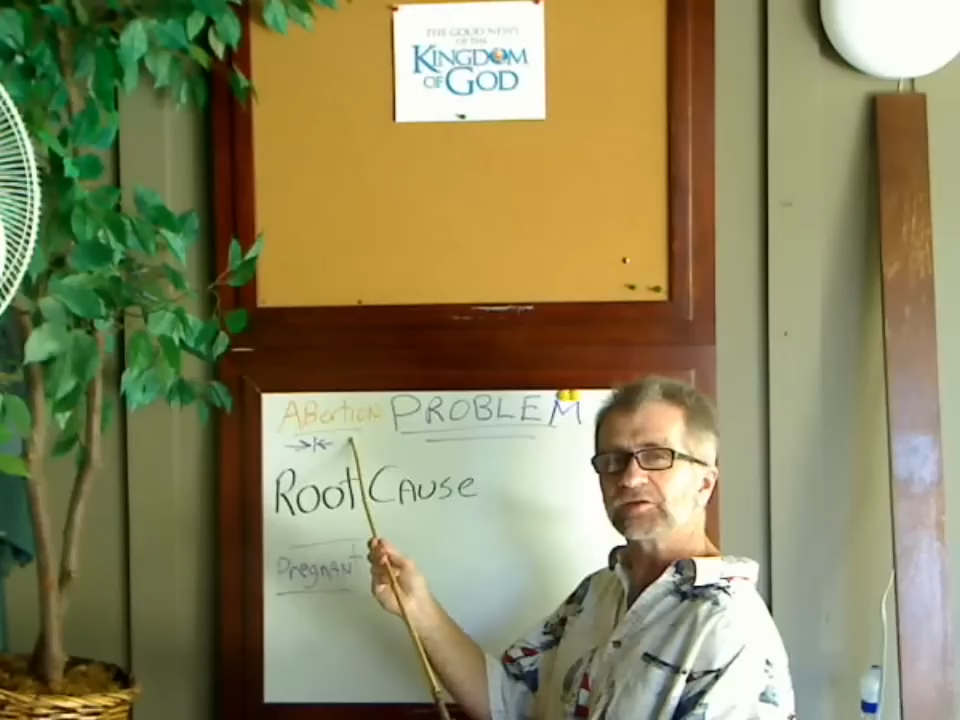 THE GOOD NEWS
OF THE
KINGDOM
OF GOD
ABortion PROBLEM
Root CAUSE
PregnanT